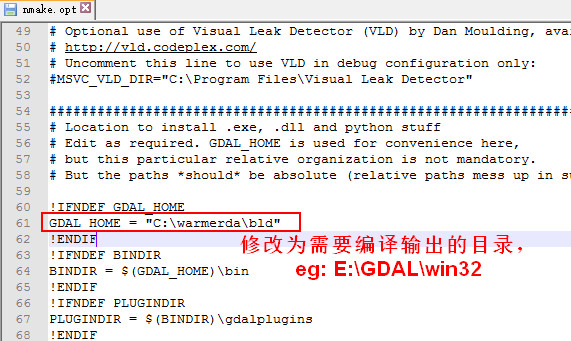 nmake.opt
49 # Optional use of Visual Leak Detector (VLD) by Dan Moulding, avai
50 # http://vld.codeplex.com/
51 # Uncomment this line to use VLD in debug configuration only:
52 #MSVC_VLD_DIR="C:\Program Files\Visual Leak Detector"
53
54 ######################################################################
55 # Location to install .exe, .dll and python stuff
56 # Edit as required. GDAL_HOME is used for convenience here,
57 # but this particular relative organization is not mandatory.
58 # But the paths *should* be absolute (relative paths mess up in su
59
60 !IFNDEF GDAL_HOME
61 GDAL_HOME = "C:\warmerda\bld"
62 !ENDIF
修改为需要编译输出的目录，
63 !IFNDEF BINDIR
64 BINDIR = $(GDAL_HOME)\bin
eg: E:\GDAL\win32
65 !ENDIF
66 !IFNDEF PLUGINDIR
67 PLUGINDIR = $(BINDIR)\gdalplugins
68 !ENDIF